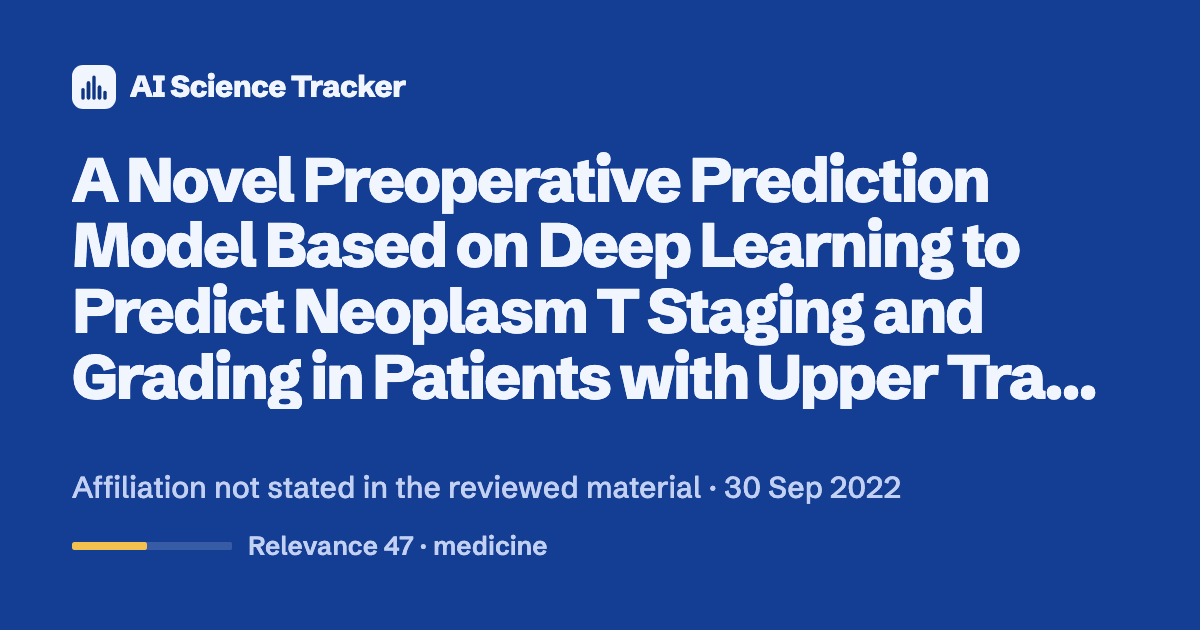 AI Science Tracker
A Novel Preoperative Prediction
Model Based on Deep Learning to
Predict Neoplasm T Staging and
Grading in Patients with Upper Tra...
Affiliation not stated in the reviewed material · 30 Sep 2022
Relevance 47 · medicine